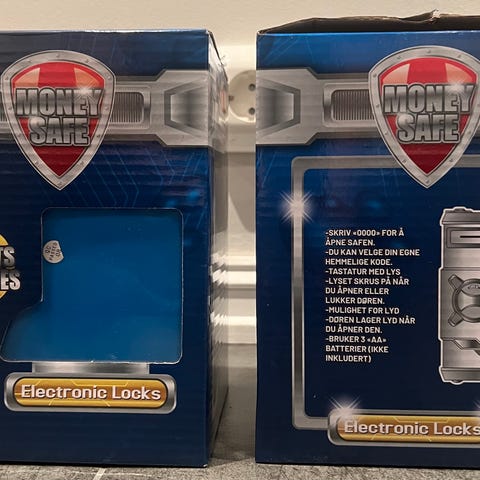 MONEY
SAFE
TS
ES
Electronic Locks
MONEY
SAFE
-SKRIV «0000» FOR Å
ÅPNE SAFEN.
-DU KAN VELGE DIN EGNE
HEMMELIGE KODE.
-TASTATUR MED LYS
-LYSET SKRUS PÅ NÅR
DU ÅPNER ELLER
LUKKER DØREN.
-MULIGHET FOR LYD
-DØREN LAGER LYD NÅR
DU ÅPNER DEN.
-BRUKER 3 «AA»
BATTERIER (IKKE
INKLUDERT)
Electronic Locks